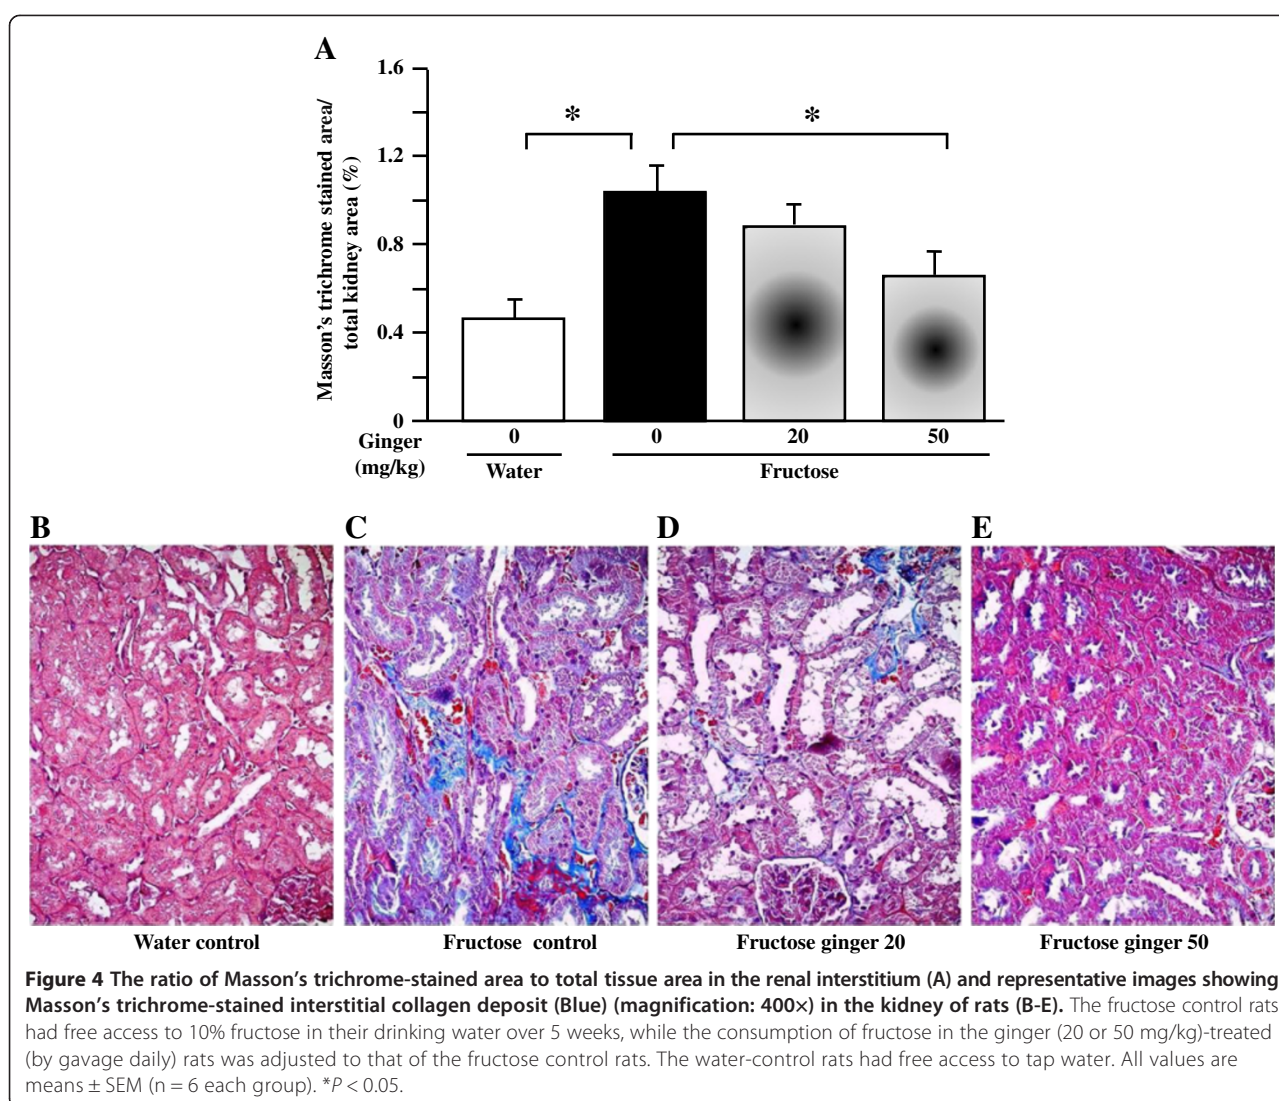 A
1.6
1.2
0.8
0.4
0
Masson’s trichrome stained area/
total kidney area (%)
*
*
Ginger
(mg/kg)
0
0
20
50
Water
Fructose
B
C
D
E
Water control
Fructose control
Fructose ginger 20
Fructose ginger 50
Figure 4 The ratio of Masson’s trichrome-stained area to total tissue area in the renal interstitium (A) and representative images showing
Masson’s trichrome-stained interstitial collagen deposit (Blue) (magnification: 400×) in the kidney of rats (B-E). The fructose control rats
had free access to 10% fructose in their drinking water over 5 weeks, while the consumption of fructose in the ginger (20 or 50 mg/kg)-treated
(by gavage daily) rats was adjusted to that of the fructose control rats. The water-control rats had free access to tap water. All values are
means ± SEM (n = 6 each group). *P < 0.05.